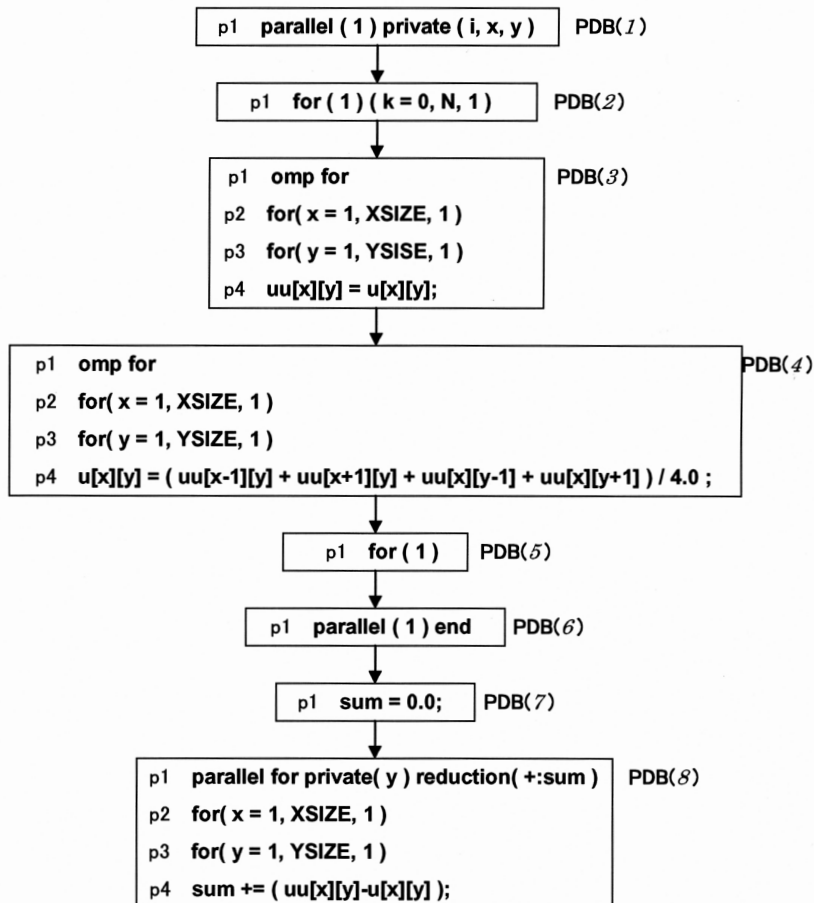 p1 parallel ( 1 ) private ( i, x, y ) PDB(1)
p1 for ( 1 ) ( k = 0, N, 1 ) PDB(2)
p1 omp for PDB(3)
p2 for( x = 1, XSIZE, 1 )
p3 for( y = 1, YSISE, 1 )
p4 uu[x][y] = u[x][y];
p1 omp for PDB(4)
p2 for( x = 1, XSIZE, 1 )
p3 for( y = 1, YSIZE, 1 )
p4 u[x][y] = ( uu[x-1][y] + uu[x+1][y] + uu[x][y-1] + uu[x][y+1] ) / 4.0 ;
p1 for ( 1 ) PDB(5)
p1 parallel ( 1 ) end PDB(6)
p1 sum = 0.0; PDB(7)
p1 parallel for private( y ) reduction( +:sum ) PDB(8)
p2 for( x = 1, XSIZE, 1 )
p3 for( y = 1, YSIZE, 1 )
p4 sum += ( uu[x][y]-u[x][y] );